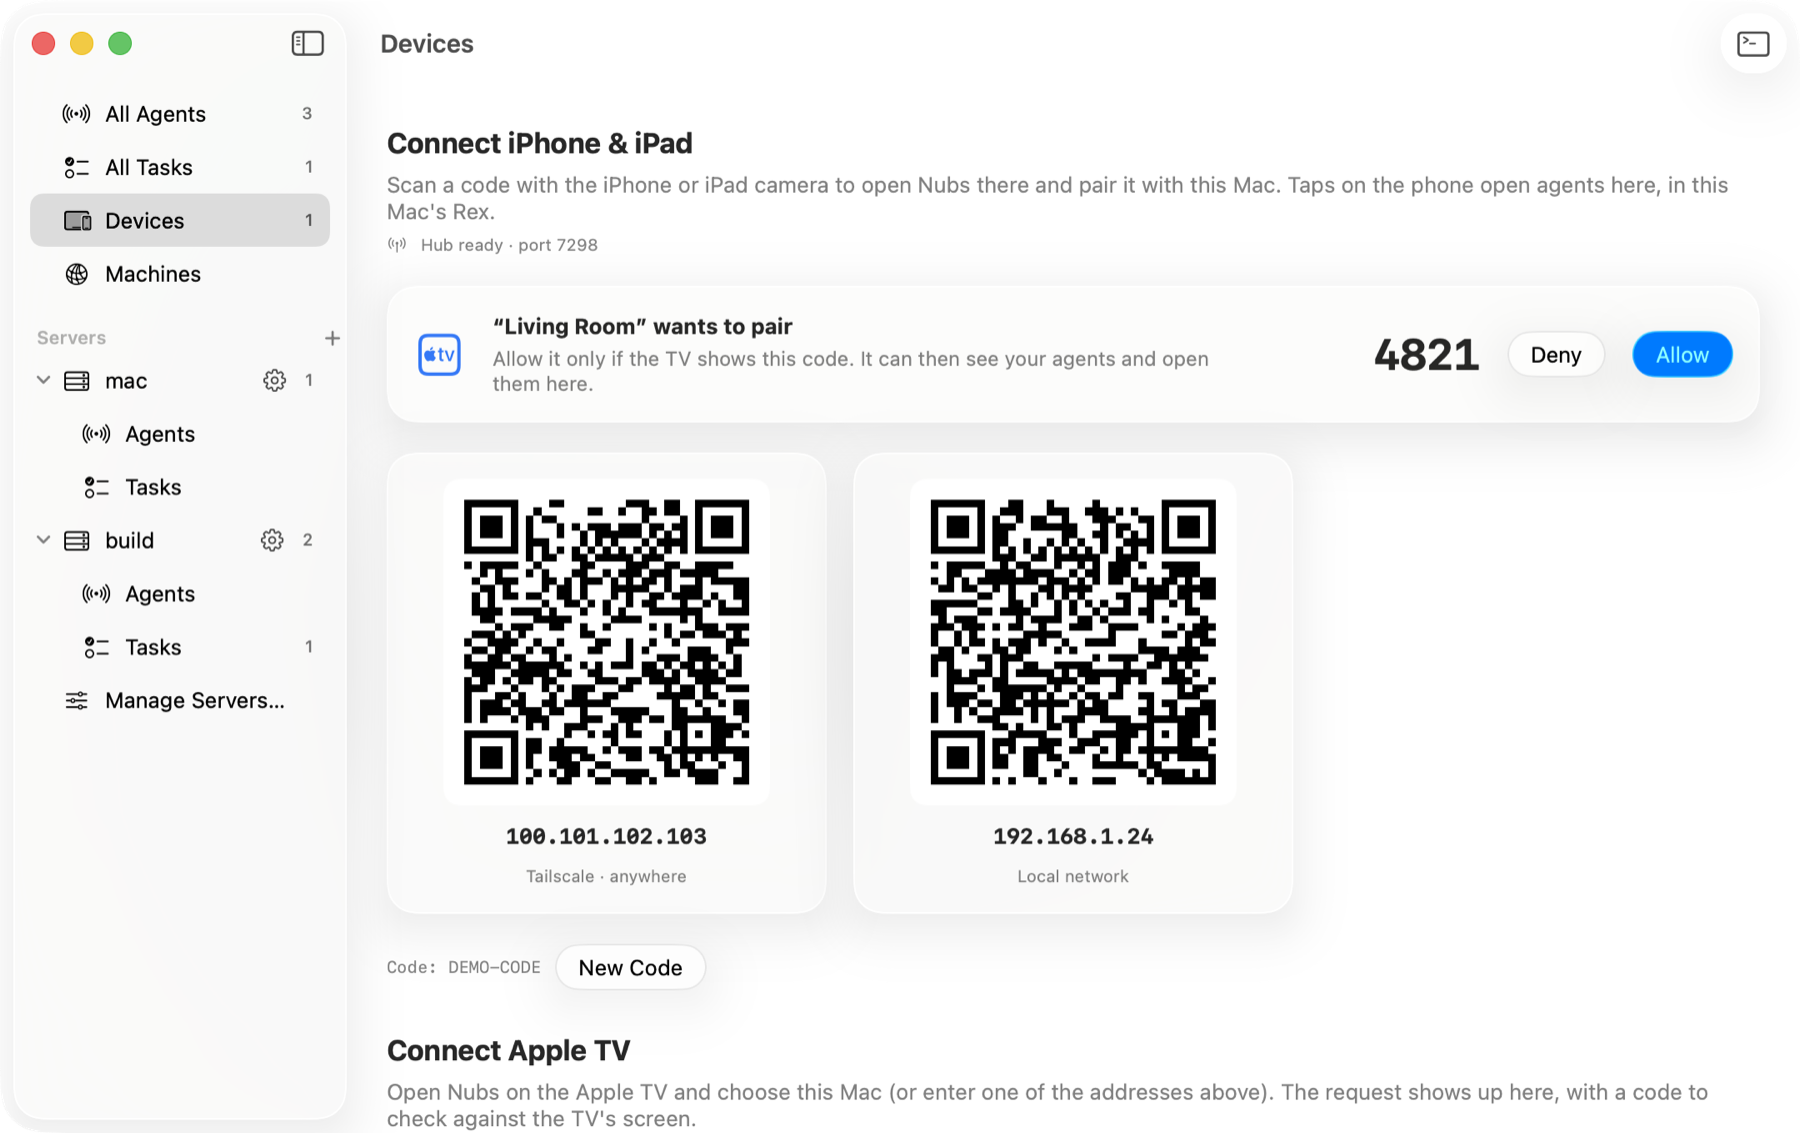 Devices
All Agents 3
All Tasks 1
Devices 1
Machines
Servers
mac 1
Agents
Tasks
build 2
Agents
Tasks 1
Manage Servers...
Connect iPhone & iPad
Scan a code with the iPhone or iPad camera to open Nubs there and pair it with this Mac. Taps on the phone open agents here, in this
Mac's Rex.
Hub ready · port 7298
tv
“Living Room” wants to pair
Allow it only if the TV shows this code. It can then see your agents and open
them here.
4821
Deny
Allow
100.101.102.103
Tailscale · anywhere
192.168.1.24
Local network
Code: DEMO-CODE
New Code
Connect Apple TV
Open Nubs on the Apple TV and choose this Mac (or enter one of the addresses above). The request shows up here, with a code to
check against the TV's screen.